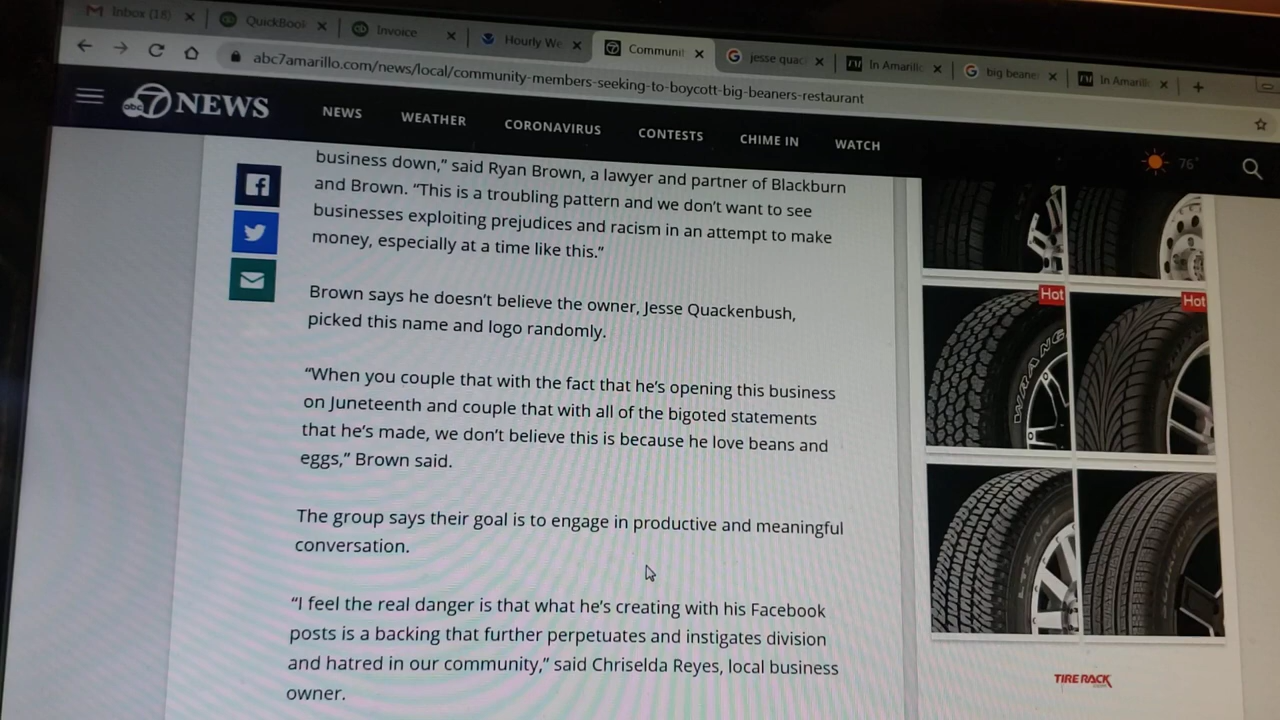 Inbox (18)
QuickBook
Invoice
Hourly We
Communit
jesse quac
In Amarillo
big beaner
In Amarill
abc7amarillo.com/news/local/community-members-seeking-to-boycott-big-beaners-restaurant
abc 7 NEWS
NEWS
WEATHER
CORONAVIRUS
CONTESTS
CHIME IN
WATCH
76°
business down,” said Ryan Brown, a lawyer and partner of Blackburn
and Brown. “This is a troubling pattern and we don’t want to see
businesses exploiting prejudices and racism in an attempt to make
money, especially at a time like this.”
Brown says he doesn’t believe the owner, Jesse Quackenbush,
picked this name and logo randomly.
“When you couple that with the fact that he’s opening this business
on Juneteenth and couple that with all of the bigoted statements
that he’s made, we don’t believe this is because he love beans and
eggs,” Brown said.
The group says their goal is to engage in productive and meaningful
conversation.
“I feel the real danger is that what he’s creating with his Facebook
posts is a backing that further perpetuates and instigates division
and hatred in our community,” said Chriselda Reyes, local business
owner.
Hot
Hot
WRANG
TIRE RACK